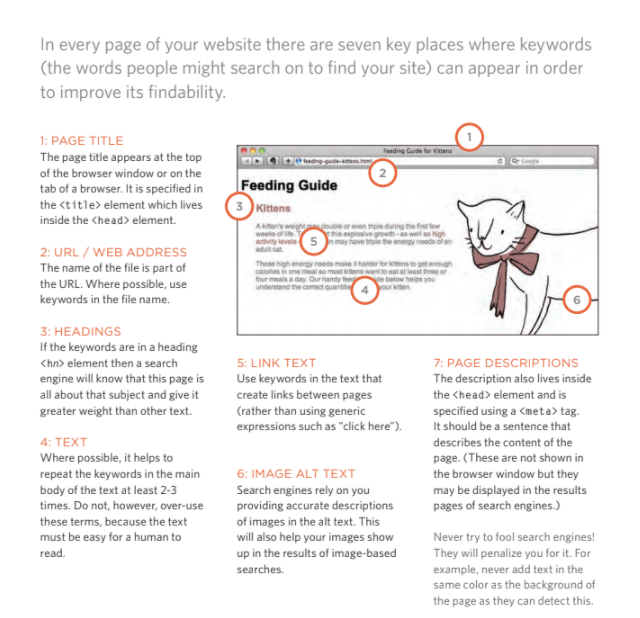 In every page of your website there are seven key places where keywords
(the words people might search on to find your site) can appear in order
to improve its findability.
1: PAGE TITLE
The page title appears at the top
of the browser window or on the
tab of a browser. It is specified in
the <title> element which lives
inside the <head> element.
2: URL / WEB ADDRESS
The name of the file is part of
the URL. Where possible, use
keywords in the file name.
3: HEADINGS
If the keywords are in a heading
<hn> element then a search
engine will know that this page is
all about that subject and give it
greater weight than other text.
4: TEXT
Where possible, it helps to
repeat the keywords in the main
body of the text at least 2-3
times. Do not, however, over-use
these terms, because the text
must be easy for a human to
read.
1
Feeding Guide for Kittens
feeding-guide-kittens.html
Google
2
Feeding Guide
3
Kittens
A kitten's weight may double or even triple during the first few
weeks of life. this explosive growth - as well as high
activity levels 5 may have triple the energy needs of an
adult cat.
These high energy needs make it harder for kittens to get enough
calories in one meal so most kittens want to eat at least three or
four meals a day. Our handy below helps you
understand the correct 4 your kitten.
6
5: LINK TEXT
Use keywords in the text that
create links between pages
(rather than using generic
expressions such as "click here").
6: IMAGE ALT TEXT
Search engines rely on you
providing accurate descriptions
of images in the alt text. This
will also help your images show
up in the results of image-based
searches.
7: PAGE DESCRIPTIONS
The description also lives inside
the <head> element and is
specified using a <meta> tag.
It should be a sentence that
describes the content of the
page. (These are not shown in
the browser window but they
may be displayed in the results
pages of search engines.)
Never try to fool search engines!
They will penalize you for it. For
example, never add text in the
same color as the background of
the page as they can detect this.